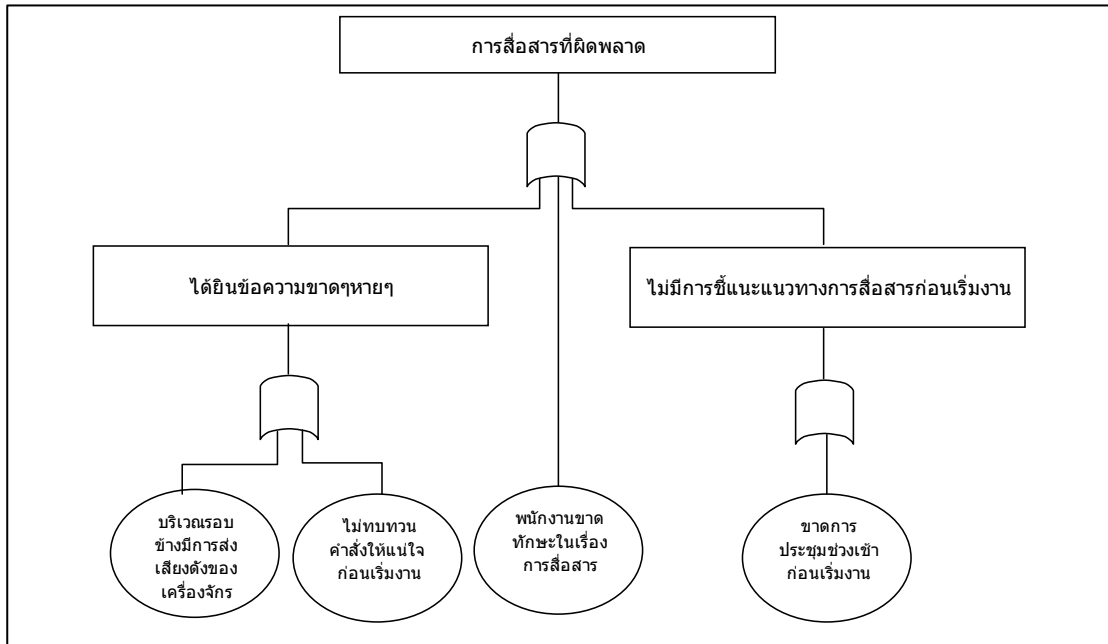 การสื่อสารที่ผิดพลาด
ได้ยินข้อความขาดๆหายๆ
ไม่มีการชี้แนะแนวทางการสื่อสารก่อนเริ่มงาน
บริเวณรอบ
ข้างมีการส่ง
เสียงดังของ
เครื่องจักร
ไม่ทบทวน
คำสั่งให้แน่ใจ
ก่อนเริ่มงาน
พนักงานขาด
ทักษะในเรื่อง
การสื่อสาร
ขาดการ
ประชุมช่วงเช้า
ก่อนเริ่มงาน